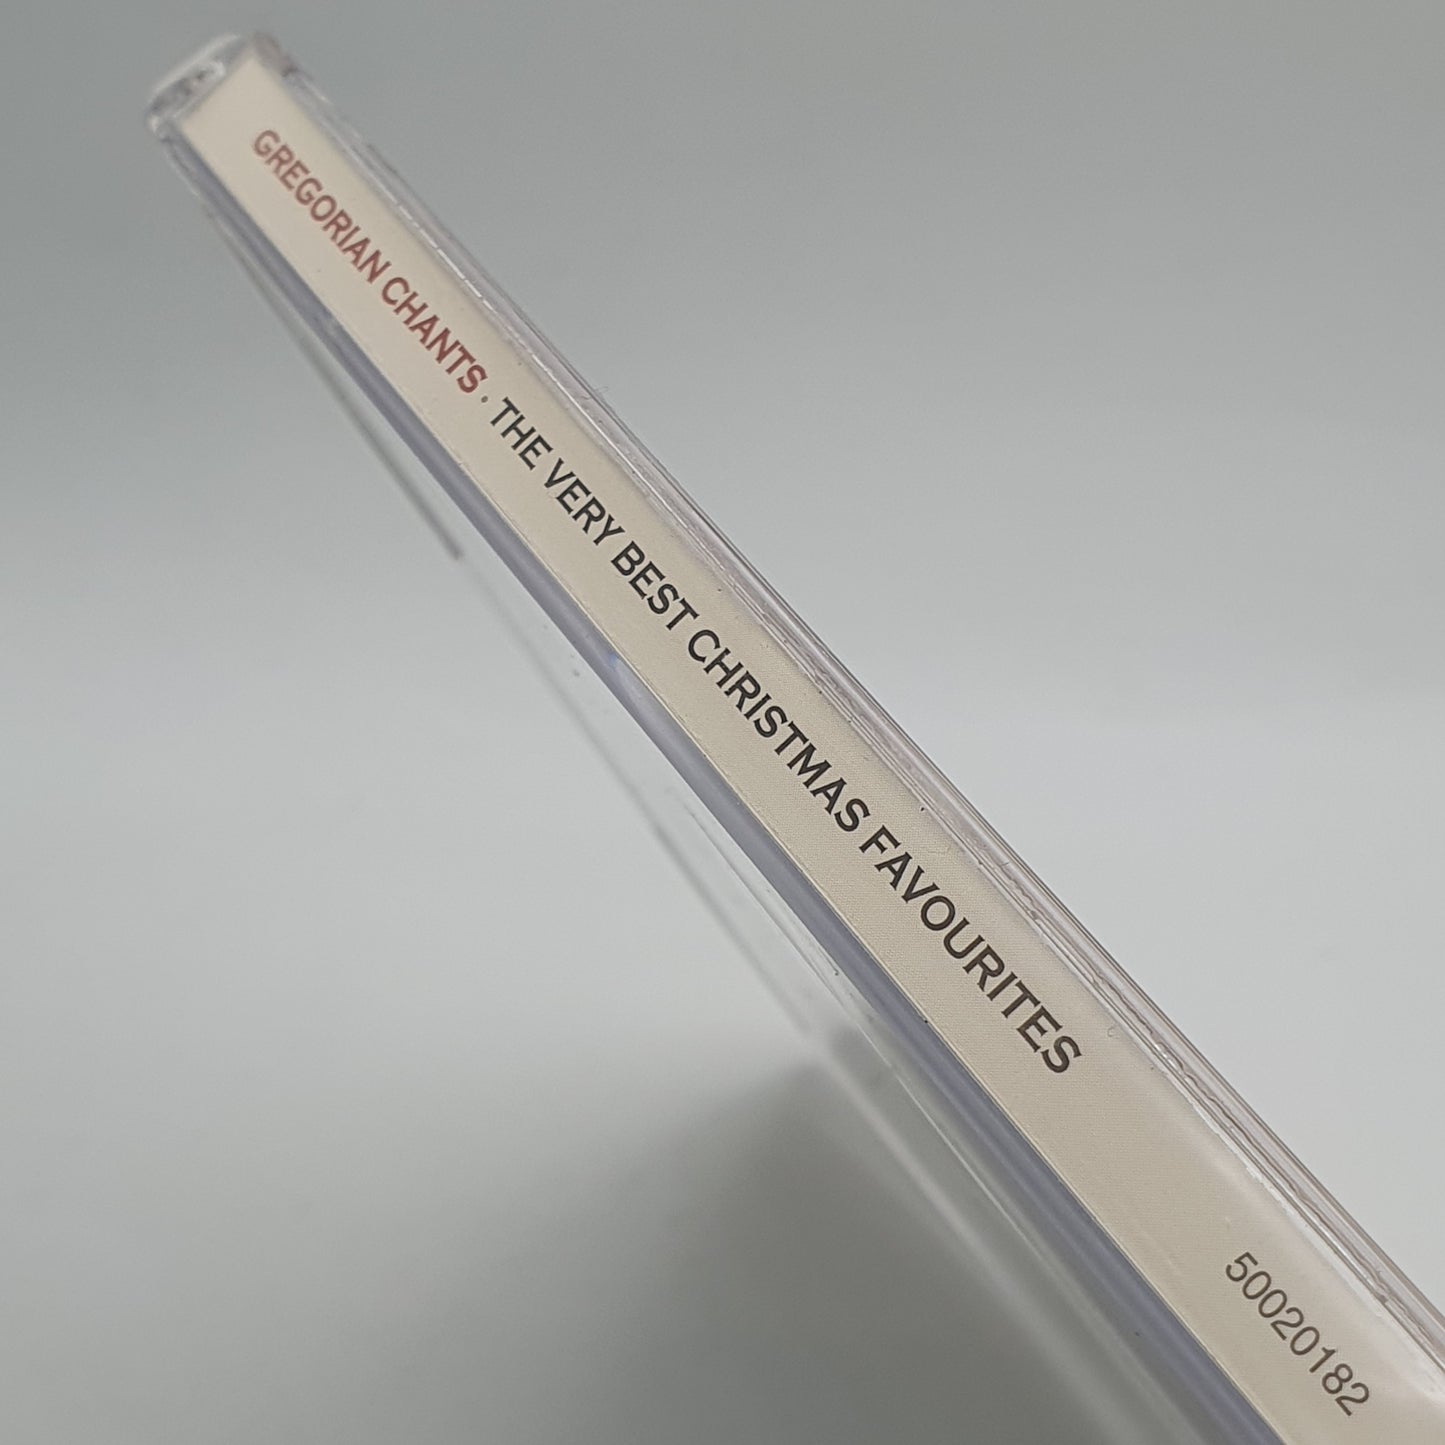 GREGORIAN CHANTS · THE VERY BEST CHRISTMAS FAVOURITES 50020182